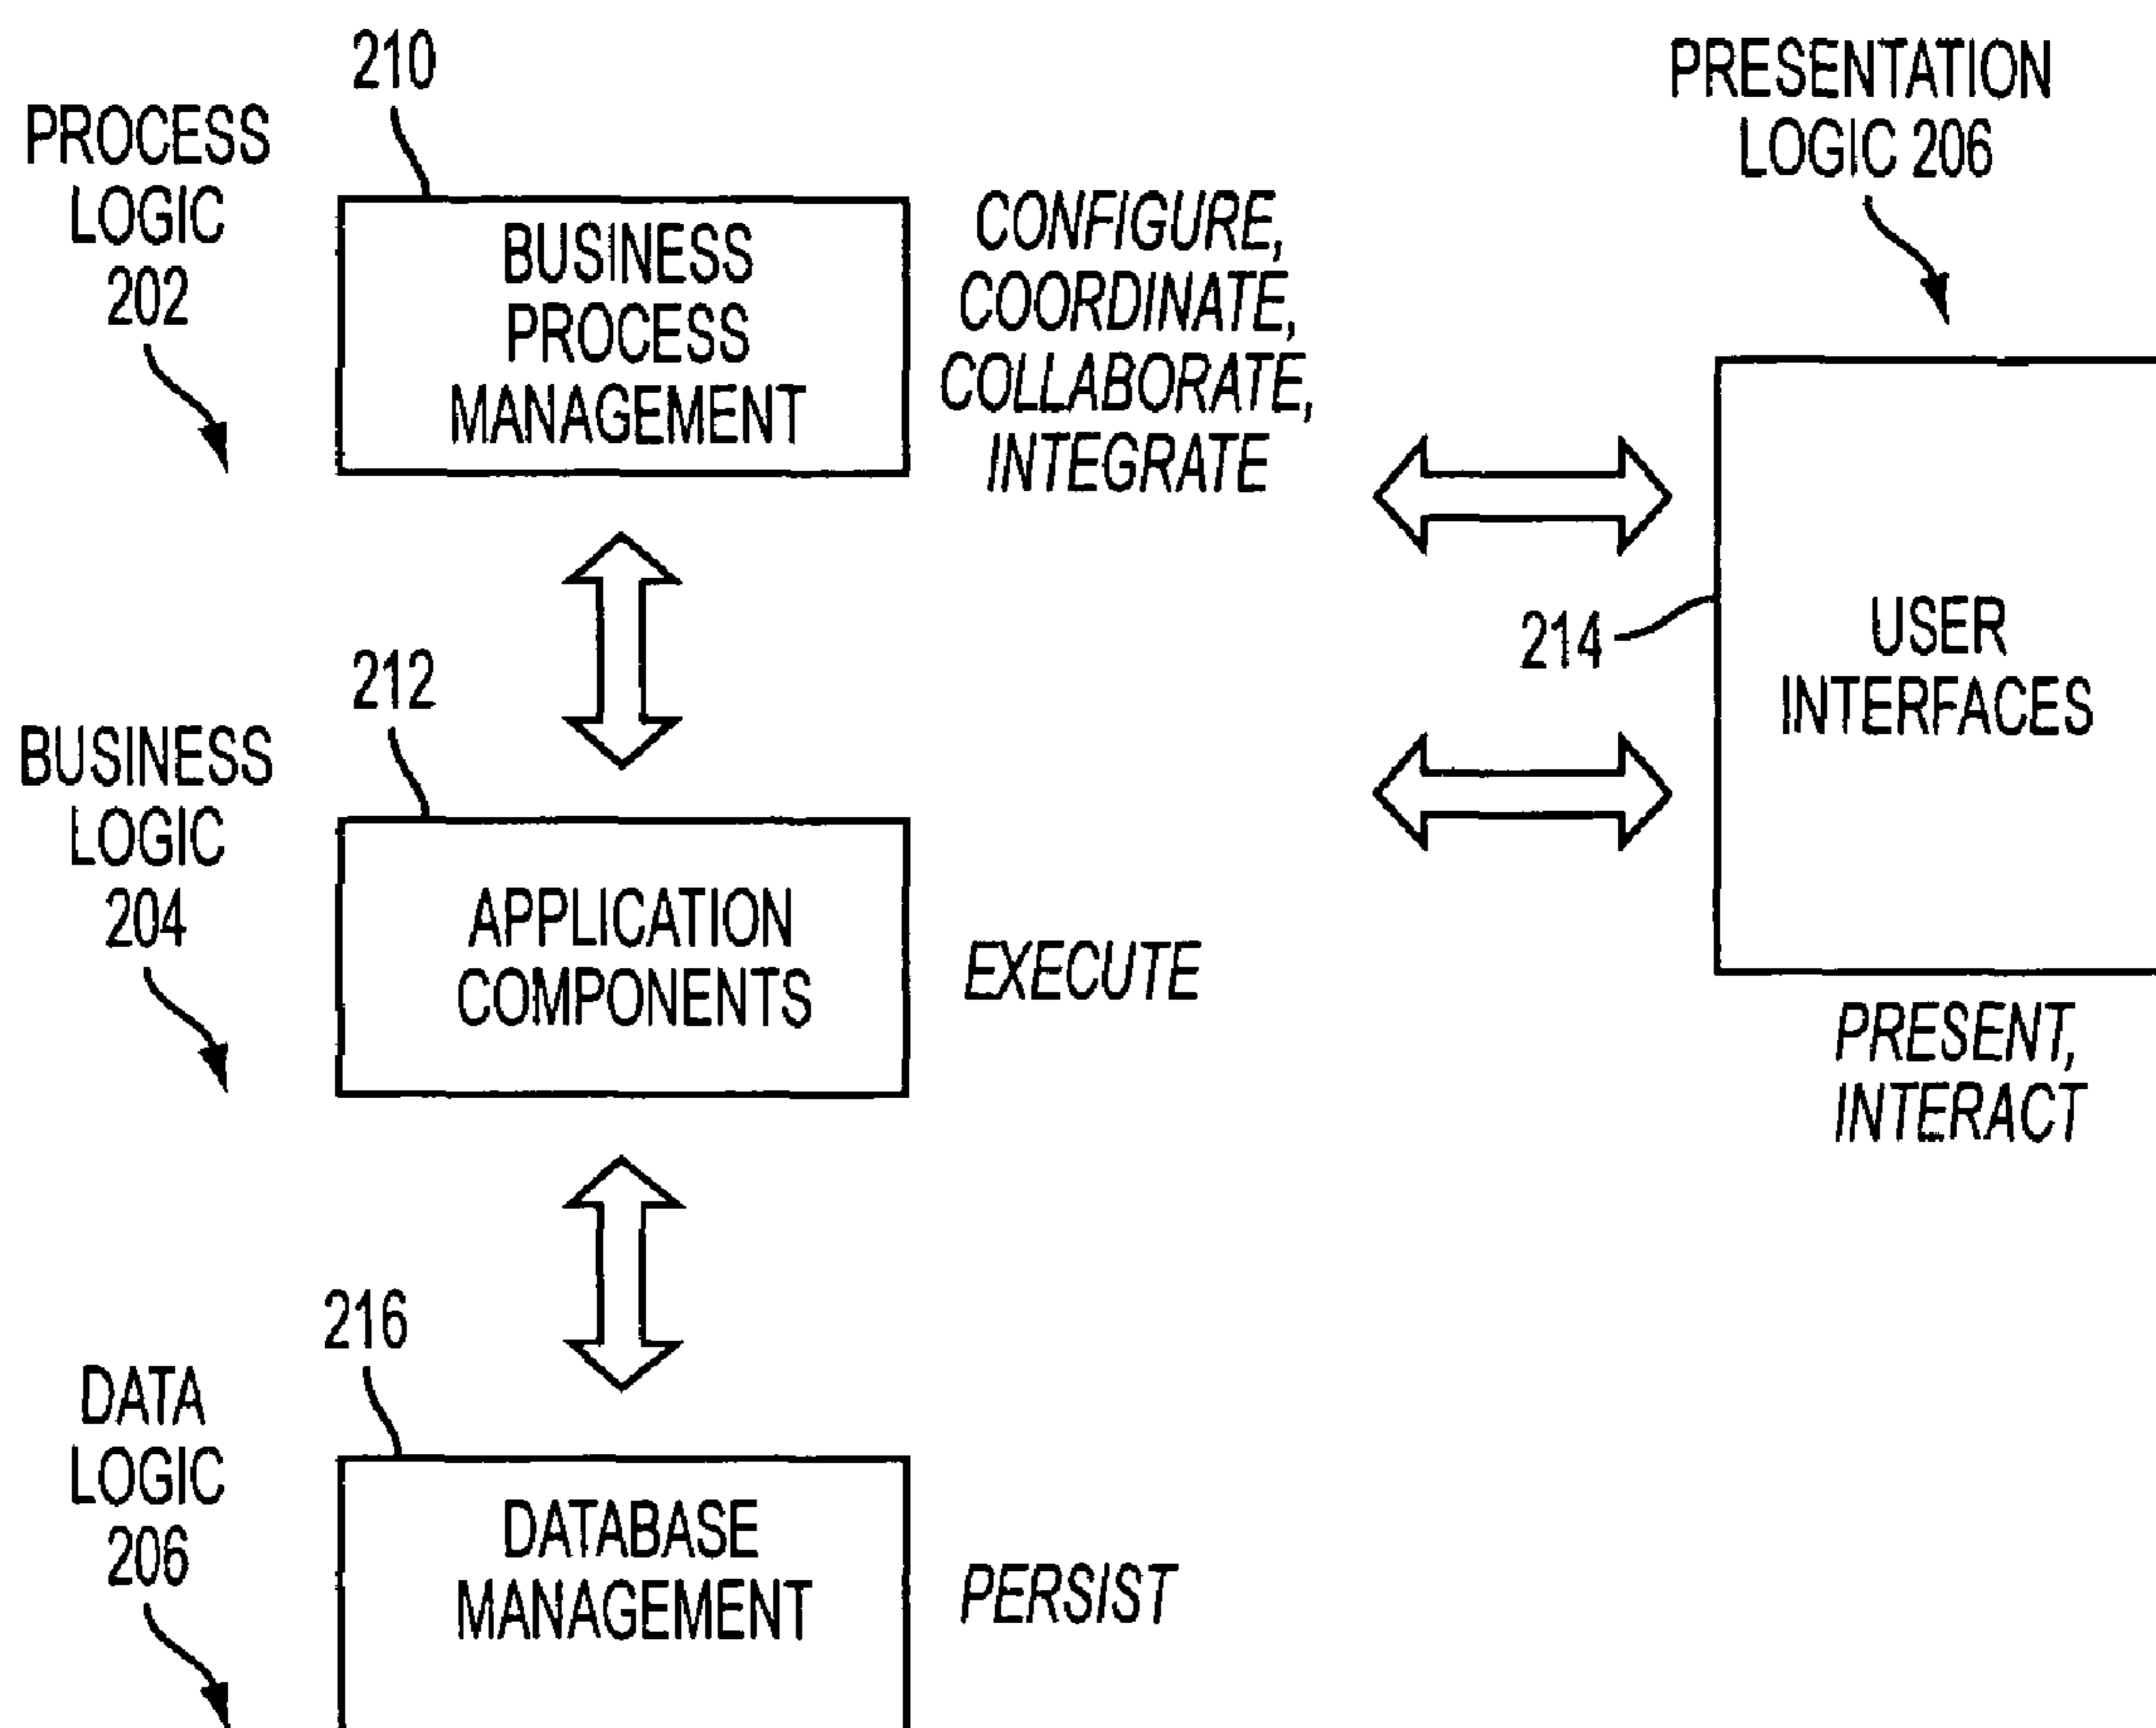 210
PROCESS
LOGIC
202
BUSINESS
PROCESS
MANAGEMENT
CONFIGURE,
COORDINATE,
COLLABORATE,
INTEGRATE
PRESENTATION
LOGIC 206
214
USER
INTERFACES
PRESENT,
INTERACT
212
BUSINESS
LOGIC
204
APPLICATION
COMPONENTS
EXECUTE
216
DATA
LOGIC
206
DATABASE
MANAGEMENT
PERSIST